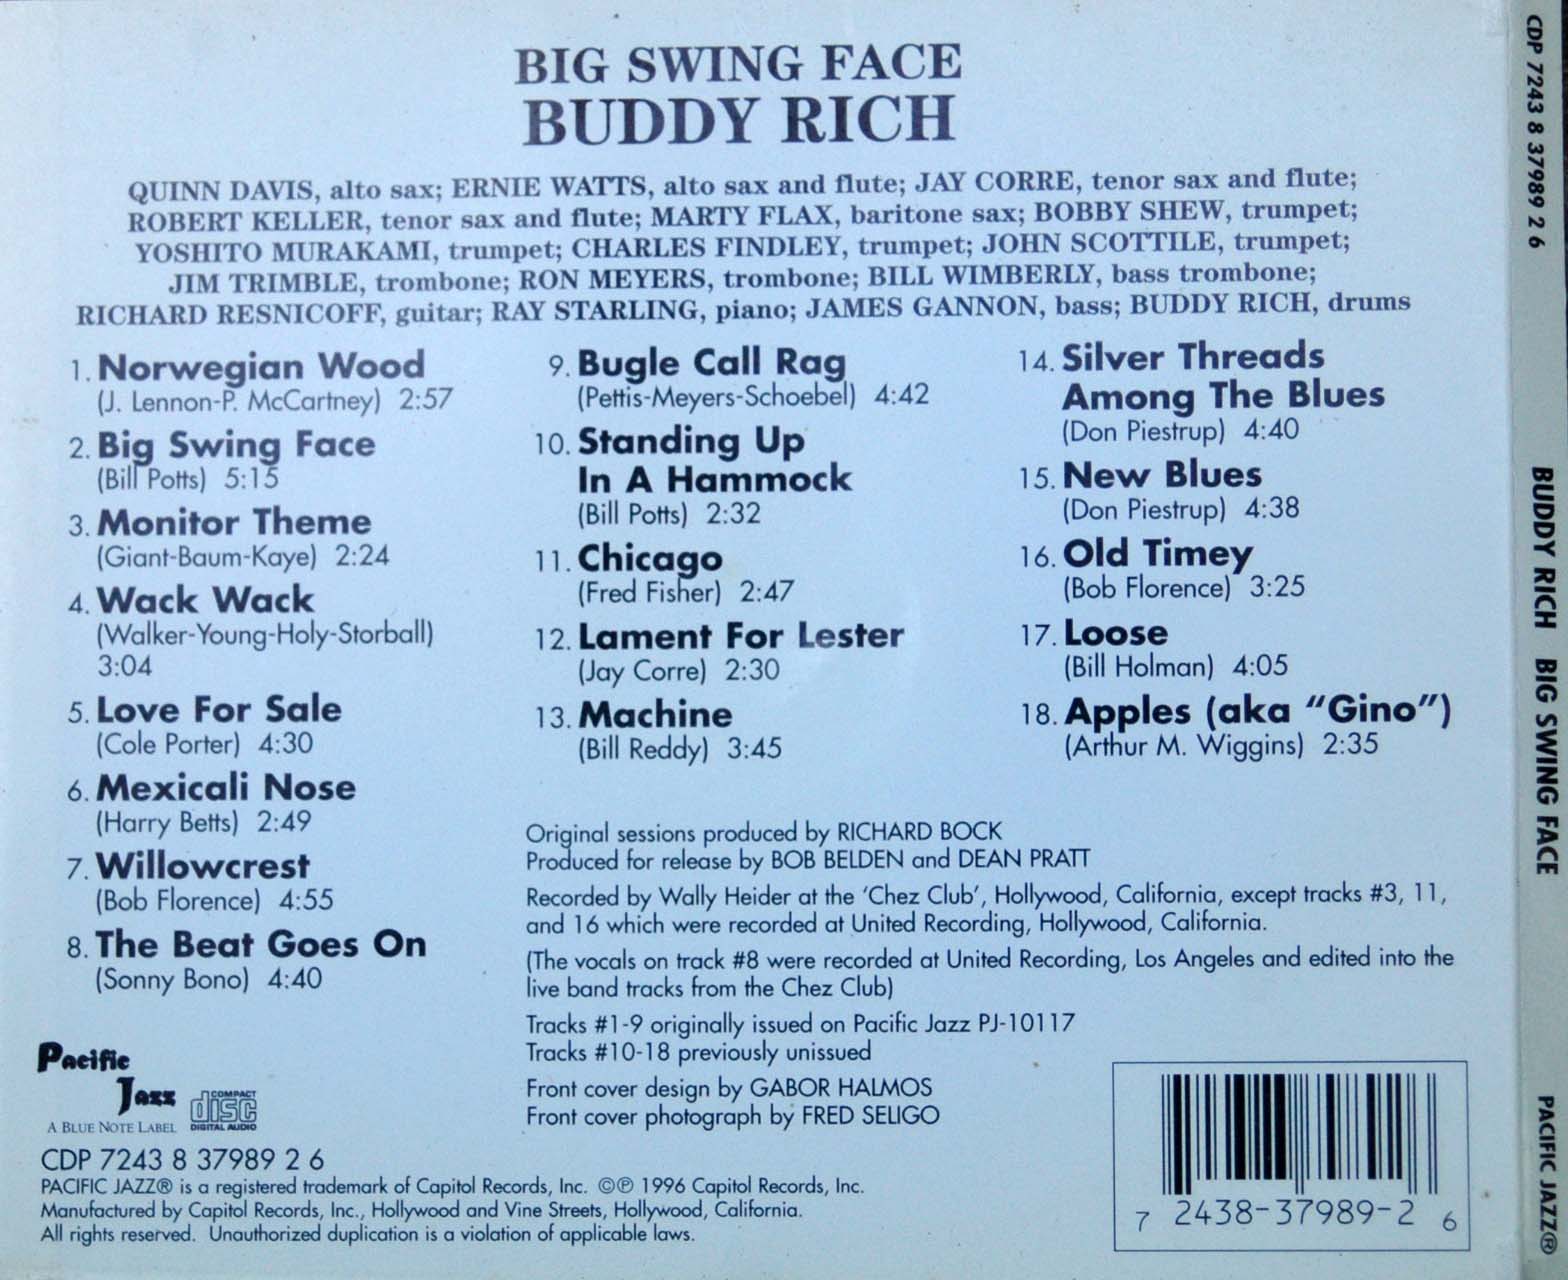 BIG SWING FACE
BUDDY RICH
QUINN DAVIS, alto sax; ERNIE WATTS, alto sax and flute; JAY CORRE, tenor sax and flute;
ROBERT KELLER, tenor sax and flute; MARTY FLAX, baritone sax; BOBBY SHEW, trumpet;
YOSHITO MURAKAMI, trumpet; CHARLES FINDLEY, trumpet; JOHN SCOTTILE, trumpet;
JIM TRIMBLE, trombone; RON MEYERS, trombone; BILL WIMBERLY, bass trombone;
RICHARD RESNICOFF, guitar; RAY STARLING, piano; JAMES GANNON, bass; BUDDY RICH, drums
1. Norwegian Wood
(J. Lennon-P. McCartney) 2:57
2. Big Swing Face
(Bill Potts) 5:15
3. Monitor Theme
(Giant-Baum-Kaye) 2:24
4. Wack Wack
(Walker-Young-Holy-Storball)
3:04
5. Love For Sale
(Cole Porter) 4:30
6. Mexicali Nose
(Harry Betts) 2:49
7. Willowcrest
(Bob Florence) 4:55
8. The Beat Goes On
(Sonny Bono) 4:40
9. Bugle Call Rag
(Pettis-Meyers-Schoebel) 4:42
10. Standing Up
In A Hammock
(Bill Potts) 2:32
11. Chicago
(Fred Fisher) 2:47
12. Lament For Lester
(Jay Corre) 2:30
13. Machine
(Bill Reddy) 3:45
14. Silver Threads
Among The Blues
(Don Piestrup) 4:40
15. New Blues
(Don Piestrup) 4:38
16. Old Timey
(Bob Florence) 3:25
17. Loose
(Bill Holman) 4:05
18. Apples (aka “Gino”)
(Arthur M. Wiggins) 2:35
Original sessions produced by RICHARD BOCK
Produced for release by BOB BELDEN and DEAN PRATT
Recorded by Wally Heider at the ‘Chez Club’, Hollywood, California, except tracks #3, 11,
and 16 which were recorded at United Recording, Hollywood, California.
(The vocals on track #8 were recorded at United Recording, Los Angeles and edited into the
live band tracks from the Chez Club)
Tracks #1-9 originally issued on Pacific Jazz PJ-10117
Tracks #10-18 previously unissued
Front cover design by GABOR HALMOS
Front cover photograph by FRED SELIGO
Pacific
Jazz
A BLUE NOTE LABEL
COMPACT
disc
DIGITAL AUDIO
CDP 7243 8 37989 2 6
PACIFIC JAZZ® is a registered trademark of Capitol Records, Inc. ©℗ 1996 Capitol Records, Inc.
Manufactured by Capitol Records, Inc., Hollywood and Vine Streets, Hollywood, California.
All rights reserved. Unauthorized duplication is a violation of applicable laws.
7 2438-37989-2 6
CDP 7243 8 37989 2 6
BUDDY RICH BIG SWING FACE
PACIFIC JAZZ®